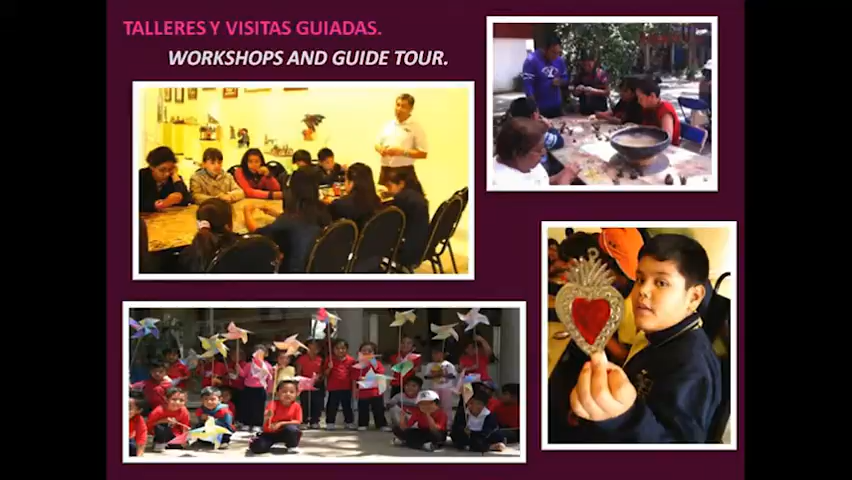 TALLERES Y VISITAS GUIADAS.
WORKSHOPS AND GUIDE TOUR.